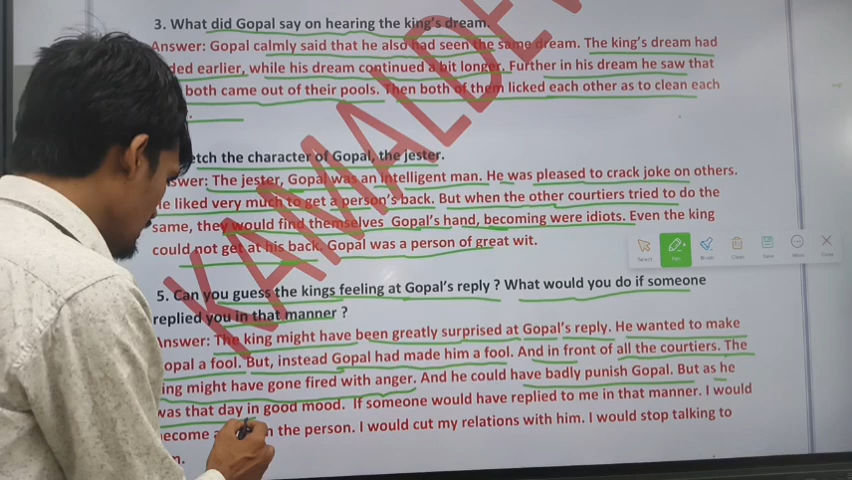 3. What did Gopal say on hearing the king's dream.
Answer: Gopal calmly said that he also had seen the same dream. The king's dream had
earlier, while his dream continued a bit longer. Further in his dream he saw that
both came out of their pools. Then both of them licked each other as to clean each
the character of Gopal, the jester.
The jester, Gopal was an intelligent man. He was pleased to crack joke on others.
liked very much to get a person's back. But when the other courtiers tried to do the
same, they would find themselves Gopal's hand, becoming were idiots. Even the king
could not get at his back. Gopal was a person of great wit.
5. Can you guess the kings feeling at Gopal's reply ? What would you do if someone
replied you in that manner ?
Answer: The king might have been greatly surprised at Gopal's reply. He wanted to make
a fool. But, instead Gopal had made him a fool. And in front of all the courtiers. The
might have gone fired with anger. And he could have badly punish Gopal. But as he
was that day in good mood. If someone would have replied to me in that manner. I would
the person. I would cut my relations with him. I would stop talking to
KAMALDEV
Select Pen Brush Clean Save More Close